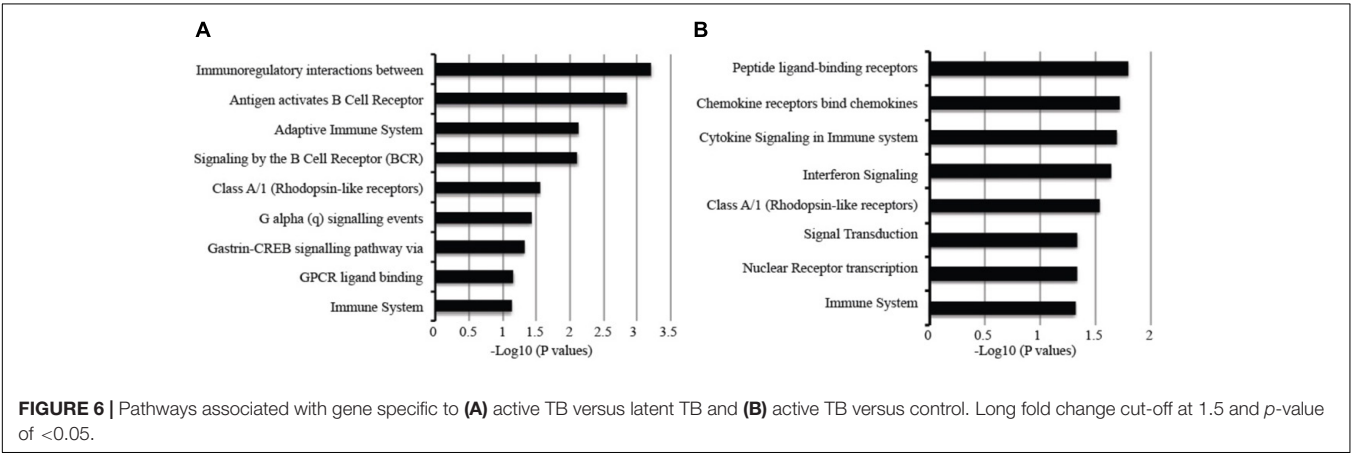 A
Immunoregulatory interactions between
Antigen activates B Cell Receptor
Adaptive Immune System
Signaling by the B Cell Receptor (BCR)
Class A/1 (Rhodopsin-like receptors)
G alpha (q) signalling events
Gastrin-CREB signalling pathway via
GPCR ligand binding
Immune System
0 0.5 1 1.5 2 2.5 3 3.5
-Log10 (P values)
B
Peptide ligand-binding receptors
Chemokine receptors bind chemokines
Cytokine Signaling in Immune system
Interferon Signaling
Class A/1 (Rhodopsin-like receptors)
Signal Transduction
Nuclear Receptor transcription
Immune System
0 0.5 1 1.5 2
-Log10 (P values)
FIGURE 6 | Pathways associated with gene specific to (A) active TB versus latent TB and (B) active TB versus control. Long fold change cut-off at 1.5 and p-value
of <0.05.